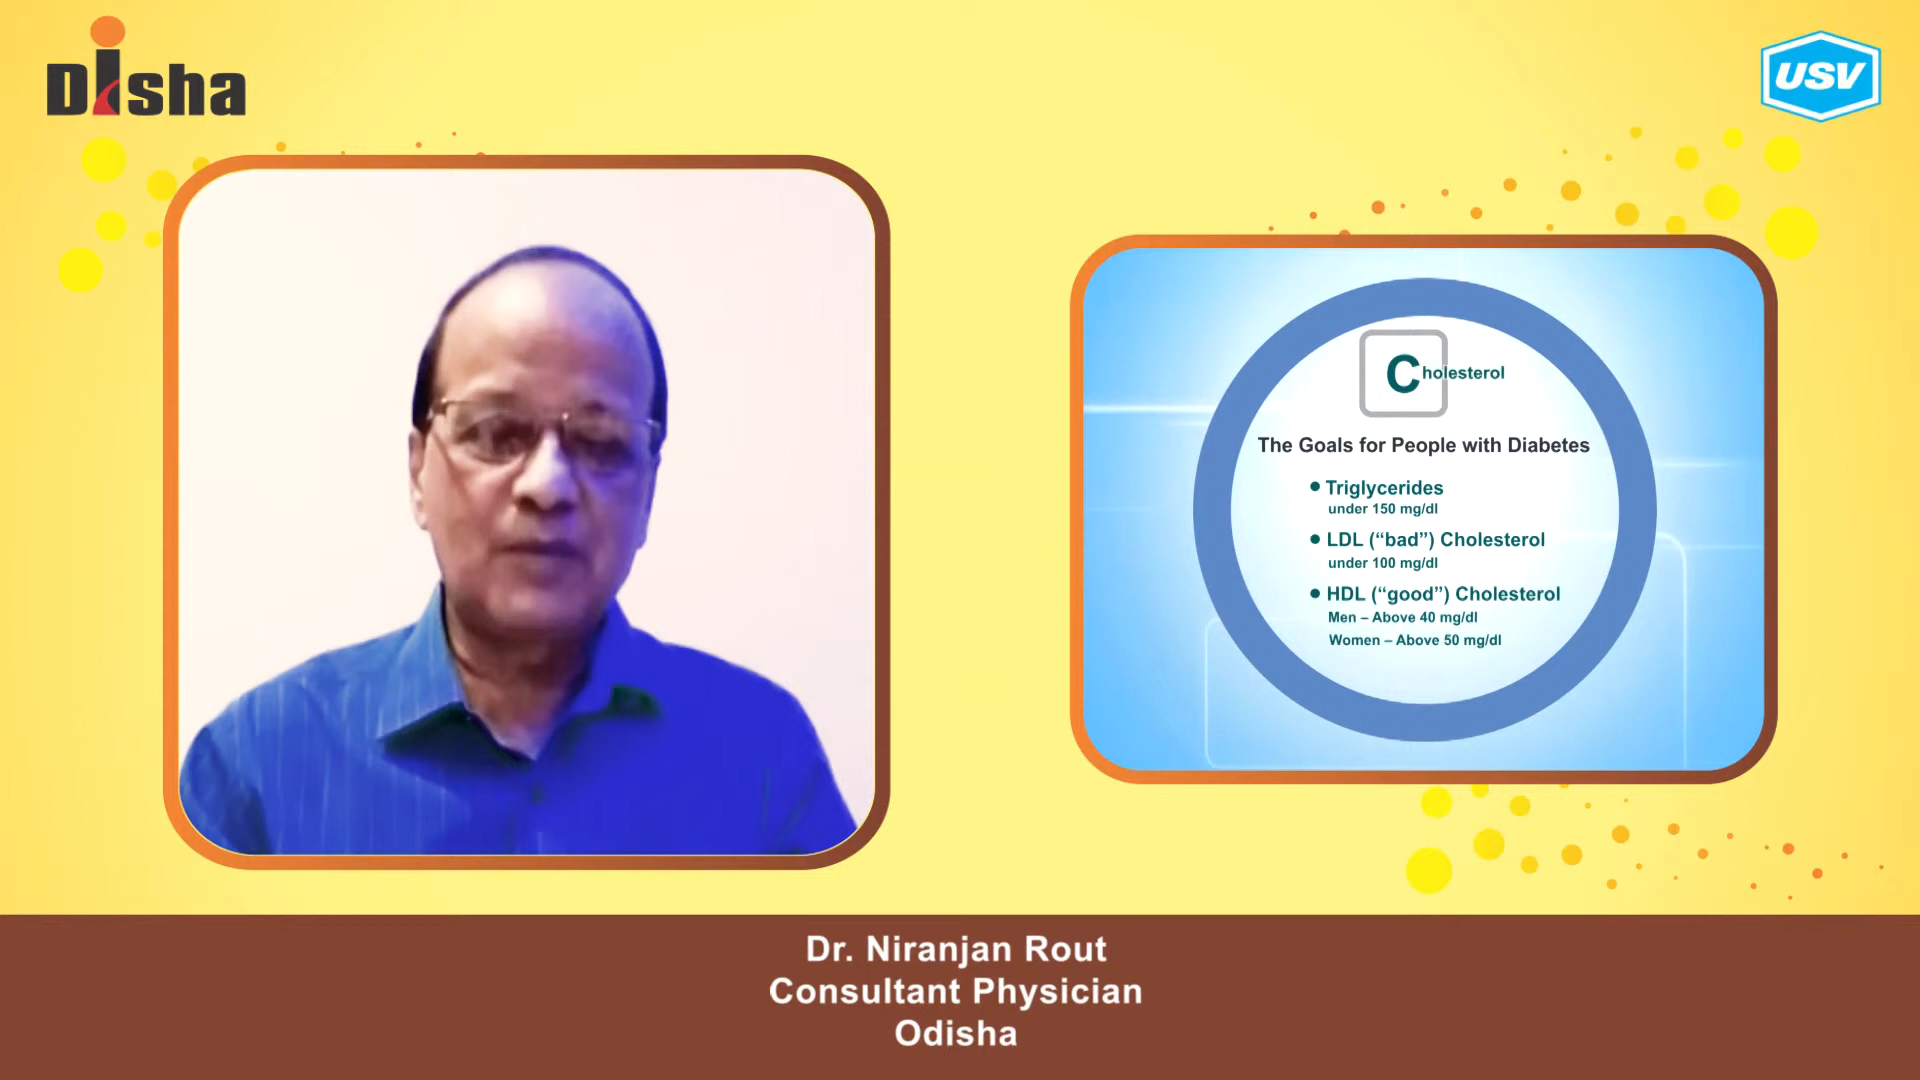 Disha
USV
Cholesterol
The Goals for People with Diabetes
• Triglycerides
under 150 mg/dl
• LDL (“bad”) Cholesterol
under 100 mg/dl
• HDL (“good”) Cholesterol
Men – Above 40 mg/dl
Women – Above 50 mg/dl
Dr. Niranjan Rout
Consultant Physician
Odisha